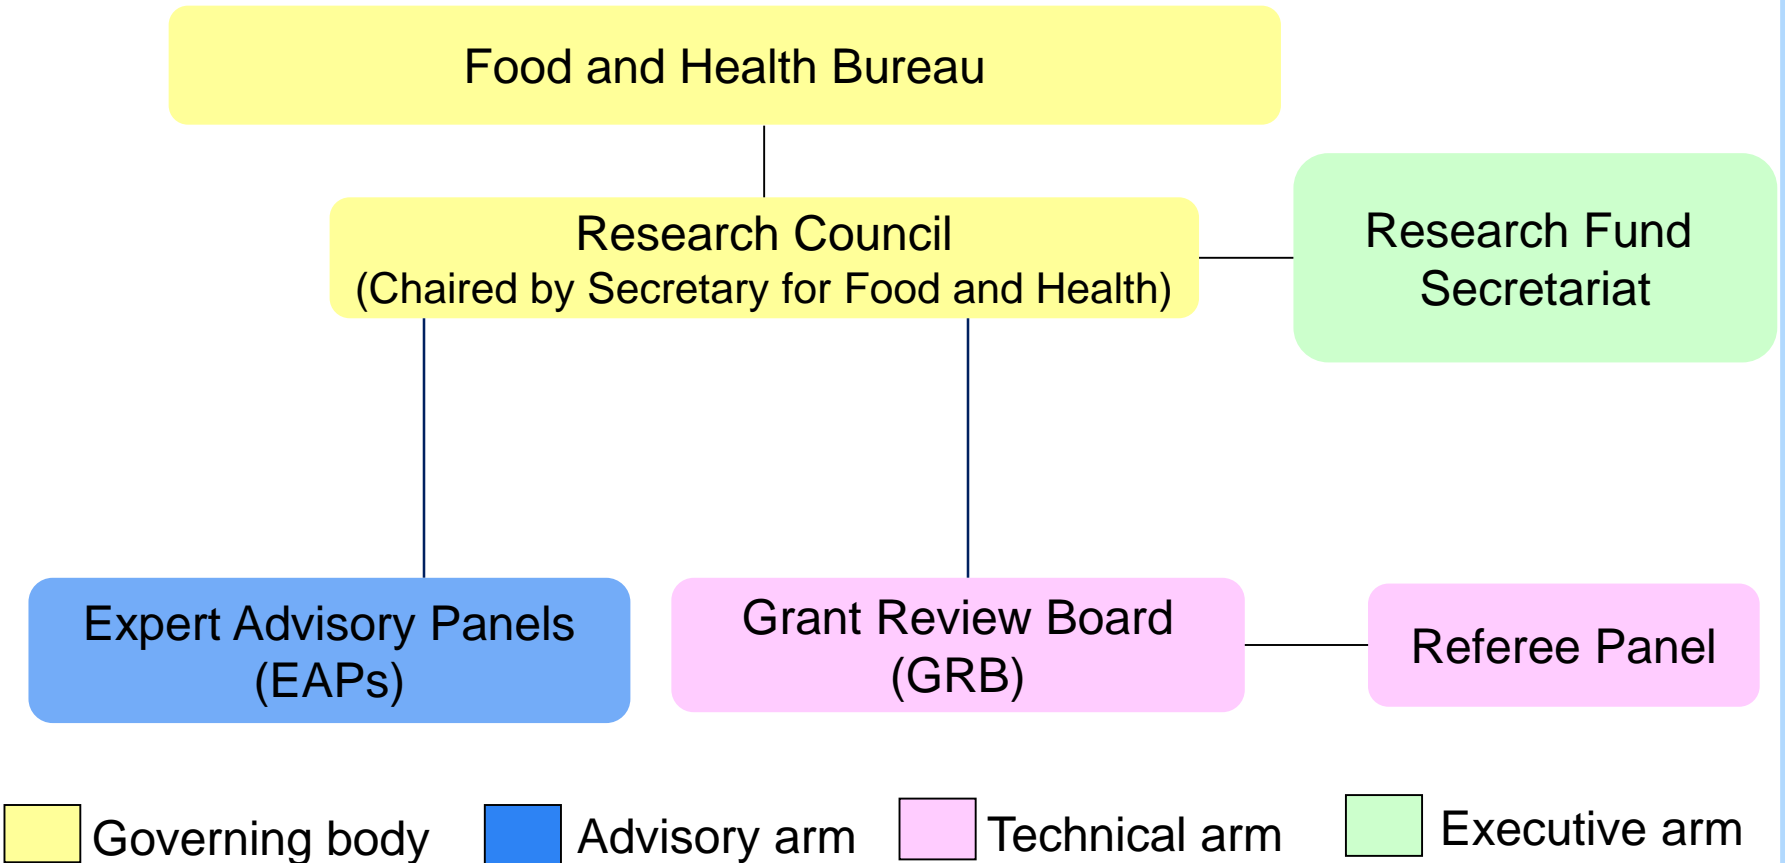 Food and Health Bureau
Research Council
(Chaired by Secretary for Food and Health)
Research Fund
Secretariat
Expert Advisory Panels
(EAPs)
Grant Review Board
(GRB)
Referee Panel
Governing body
Advisory arm
Technical arm
Executive arm